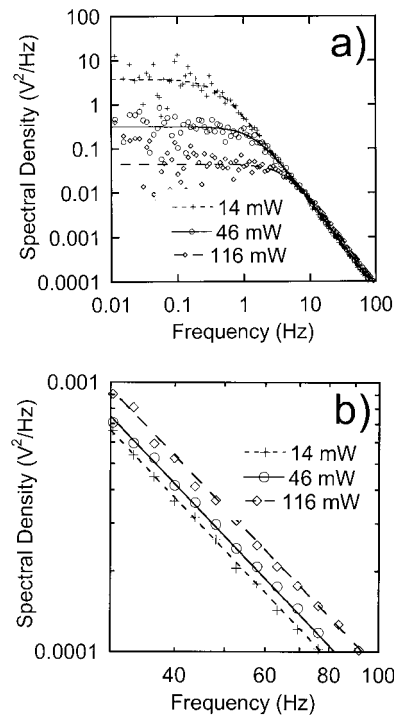 a)
Spectral Density (V²/Hz)
100
10
1
0.1
0.01
0.001
0.0001
14 mW
46 mW
116 mW
0.01 0.1 1 10 100
Frequency (Hz)
b)
Spectral Density (V²/Hz)
0.001
0.0001
14 mW
46 mW
116 mW
40 60 80 100
Frequency (Hz)